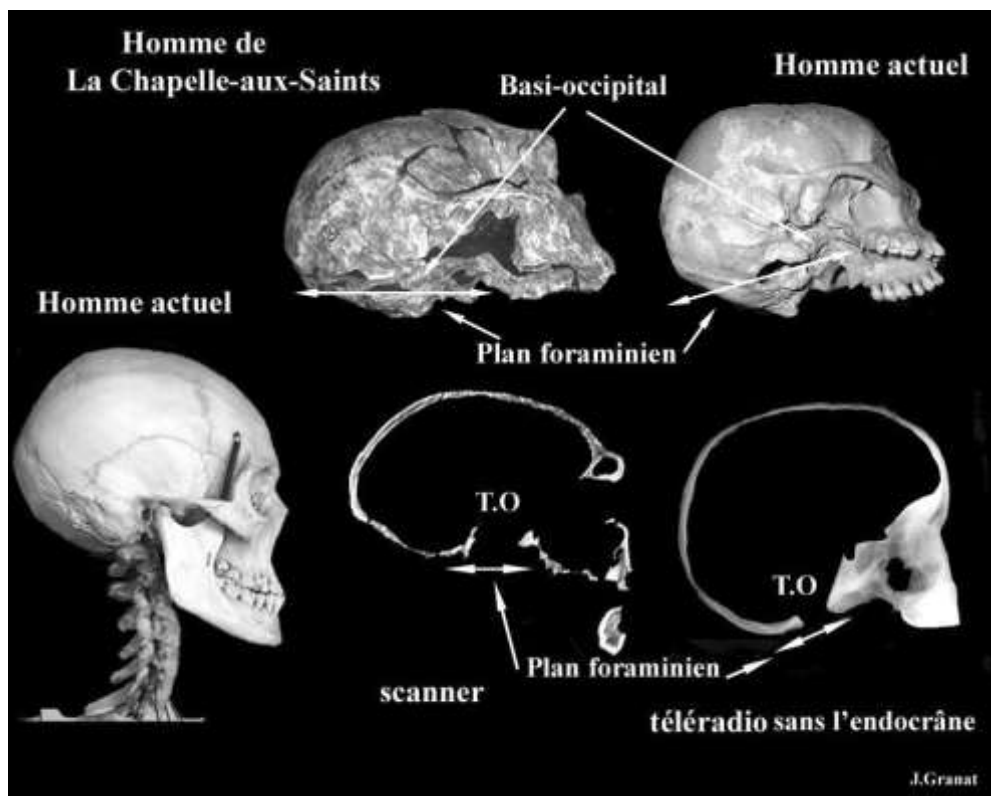 Homme de
La Chapelle-aux-Saints
Basi-occipital
Homme actuel
Homme actuel
Plan foraminien
T.O
T.O
Plan foraminien
scanner
téléradio sans l'endocrâne
J.Granat